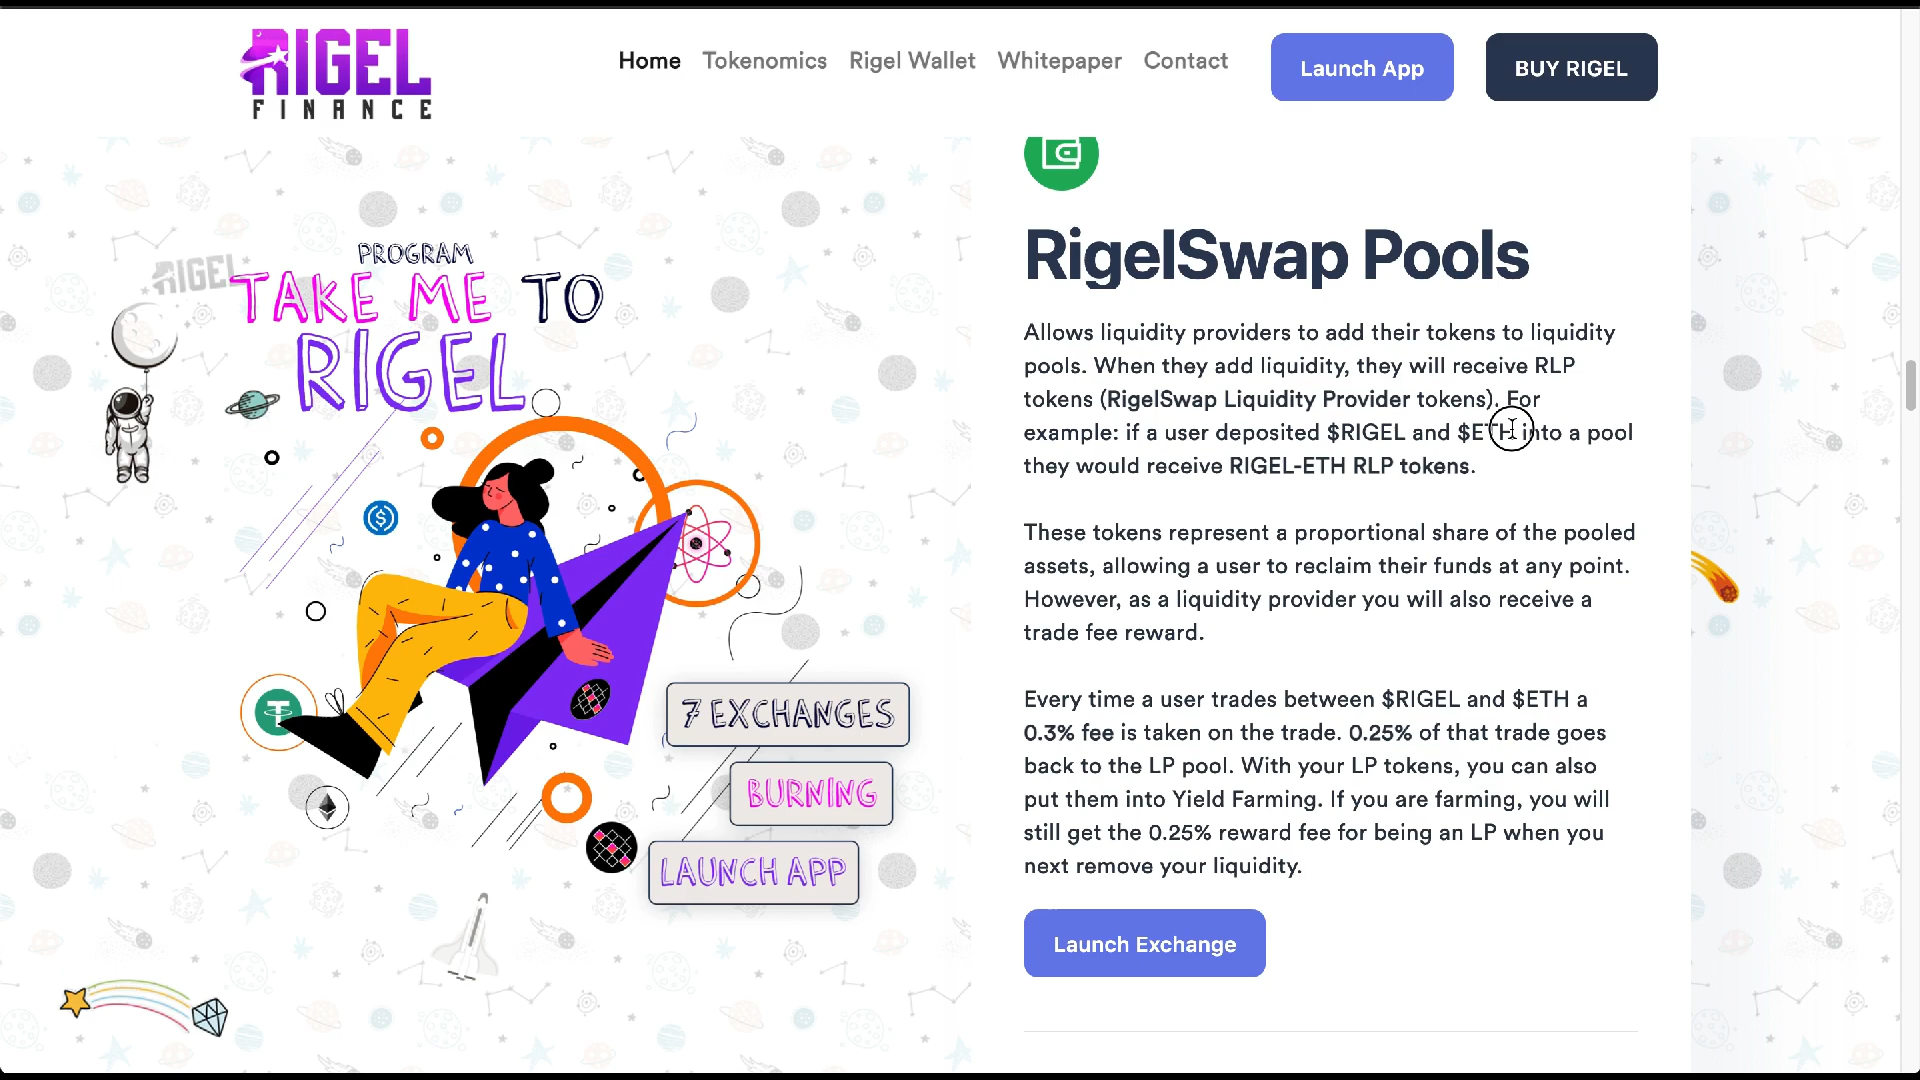 RIGEL
FINANCE
Home
Tokenomics
Rigel Wallet
Whitepaper
Contact
Launch App
BUY RIGEL
RIGEL
PROGRAM
TAKE ME TO
RIGEL
7 EXCHANGES
BURNING
LAUNCH APP
RigelSwap Pools
Allows liquidity providers to add their tokens to liquidity
pools. When they add liquidity, they will receive RLP
tokens (RigelSwap Liquidity Provider tokens). For
example: if a user deposited $RIGEL and $ETH into a pool
they would receive RIGEL-ETH RLP tokens.
These tokens represent a proportional share of the pooled
assets, allowing a user to reclaim their funds at any point.
However, as a liquidity provider you will also receive a
trade fee reward.
Every time a user trades between $RIGEL and $ETH a
0.3% fee is taken on the trade. 0.25% of that trade goes
back to the LP pool. With your LP tokens, you can also
put them into Yield Farming. If you are farming, you will
still get the 0.25% reward fee for being an LP when you
next remove your liquidity.
Launch Exchange